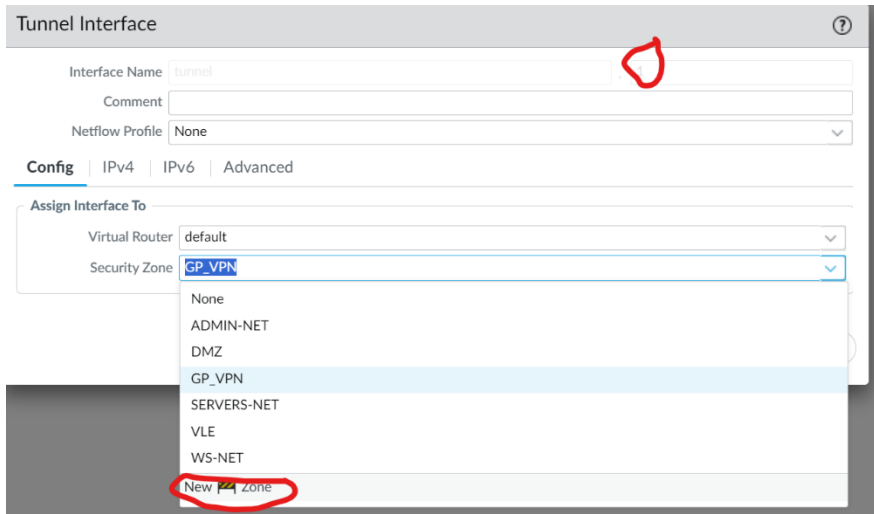 Tunnel Interface
Interface Name tunnel . 1
Comment
Netflow Profile None
Config IPv4 IPv6 Advanced
Assign Interface To
Virtual Router default
Security Zone GP_VPN
None
ADMIN-NET
DMZ
GP_VPN
SERVERS-NET
VLE
WS-NET
New Zone